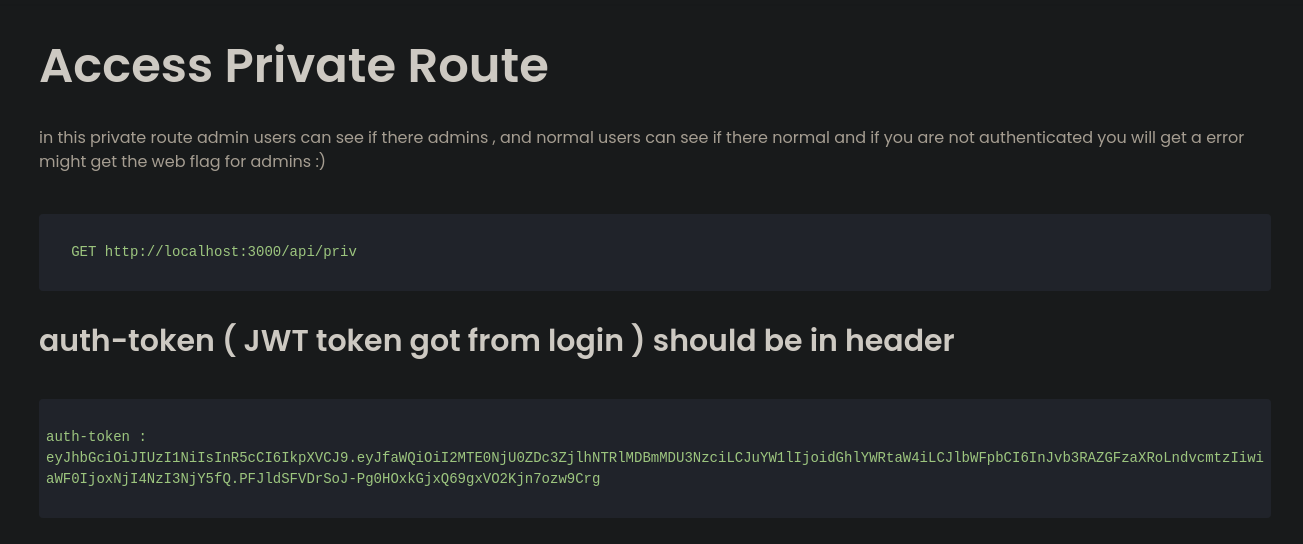 Access Private Route
in this private route admin users can see if there admins , and normal users can see if there normal and if you are not authenticated you will get a error
might get the web flag for admins :)
GET http://localhost:3000/api/priv
auth-token ( JWT token got from login ) should be in header
auth-token :
eyJhbGciOiJIUzI1NiIsInR5cCI6IkpXVCJ9.eyJfaWQiOiI2MTE0NjU0ZDc3ZjlhNTRlMDBmMDU3NzciLCJuYW1lIjoidGhlYWRtaW4iLCJlbWFpbCI6InJvb3RAZGFzaXRoLndvcmtzIiwi
aWF0IjoxNjI4NzI3NjY5fQ.PFJldSFVDrSoJ-Pg0HOxkGjxQ69gxVO2Kjn7ozw9Crg